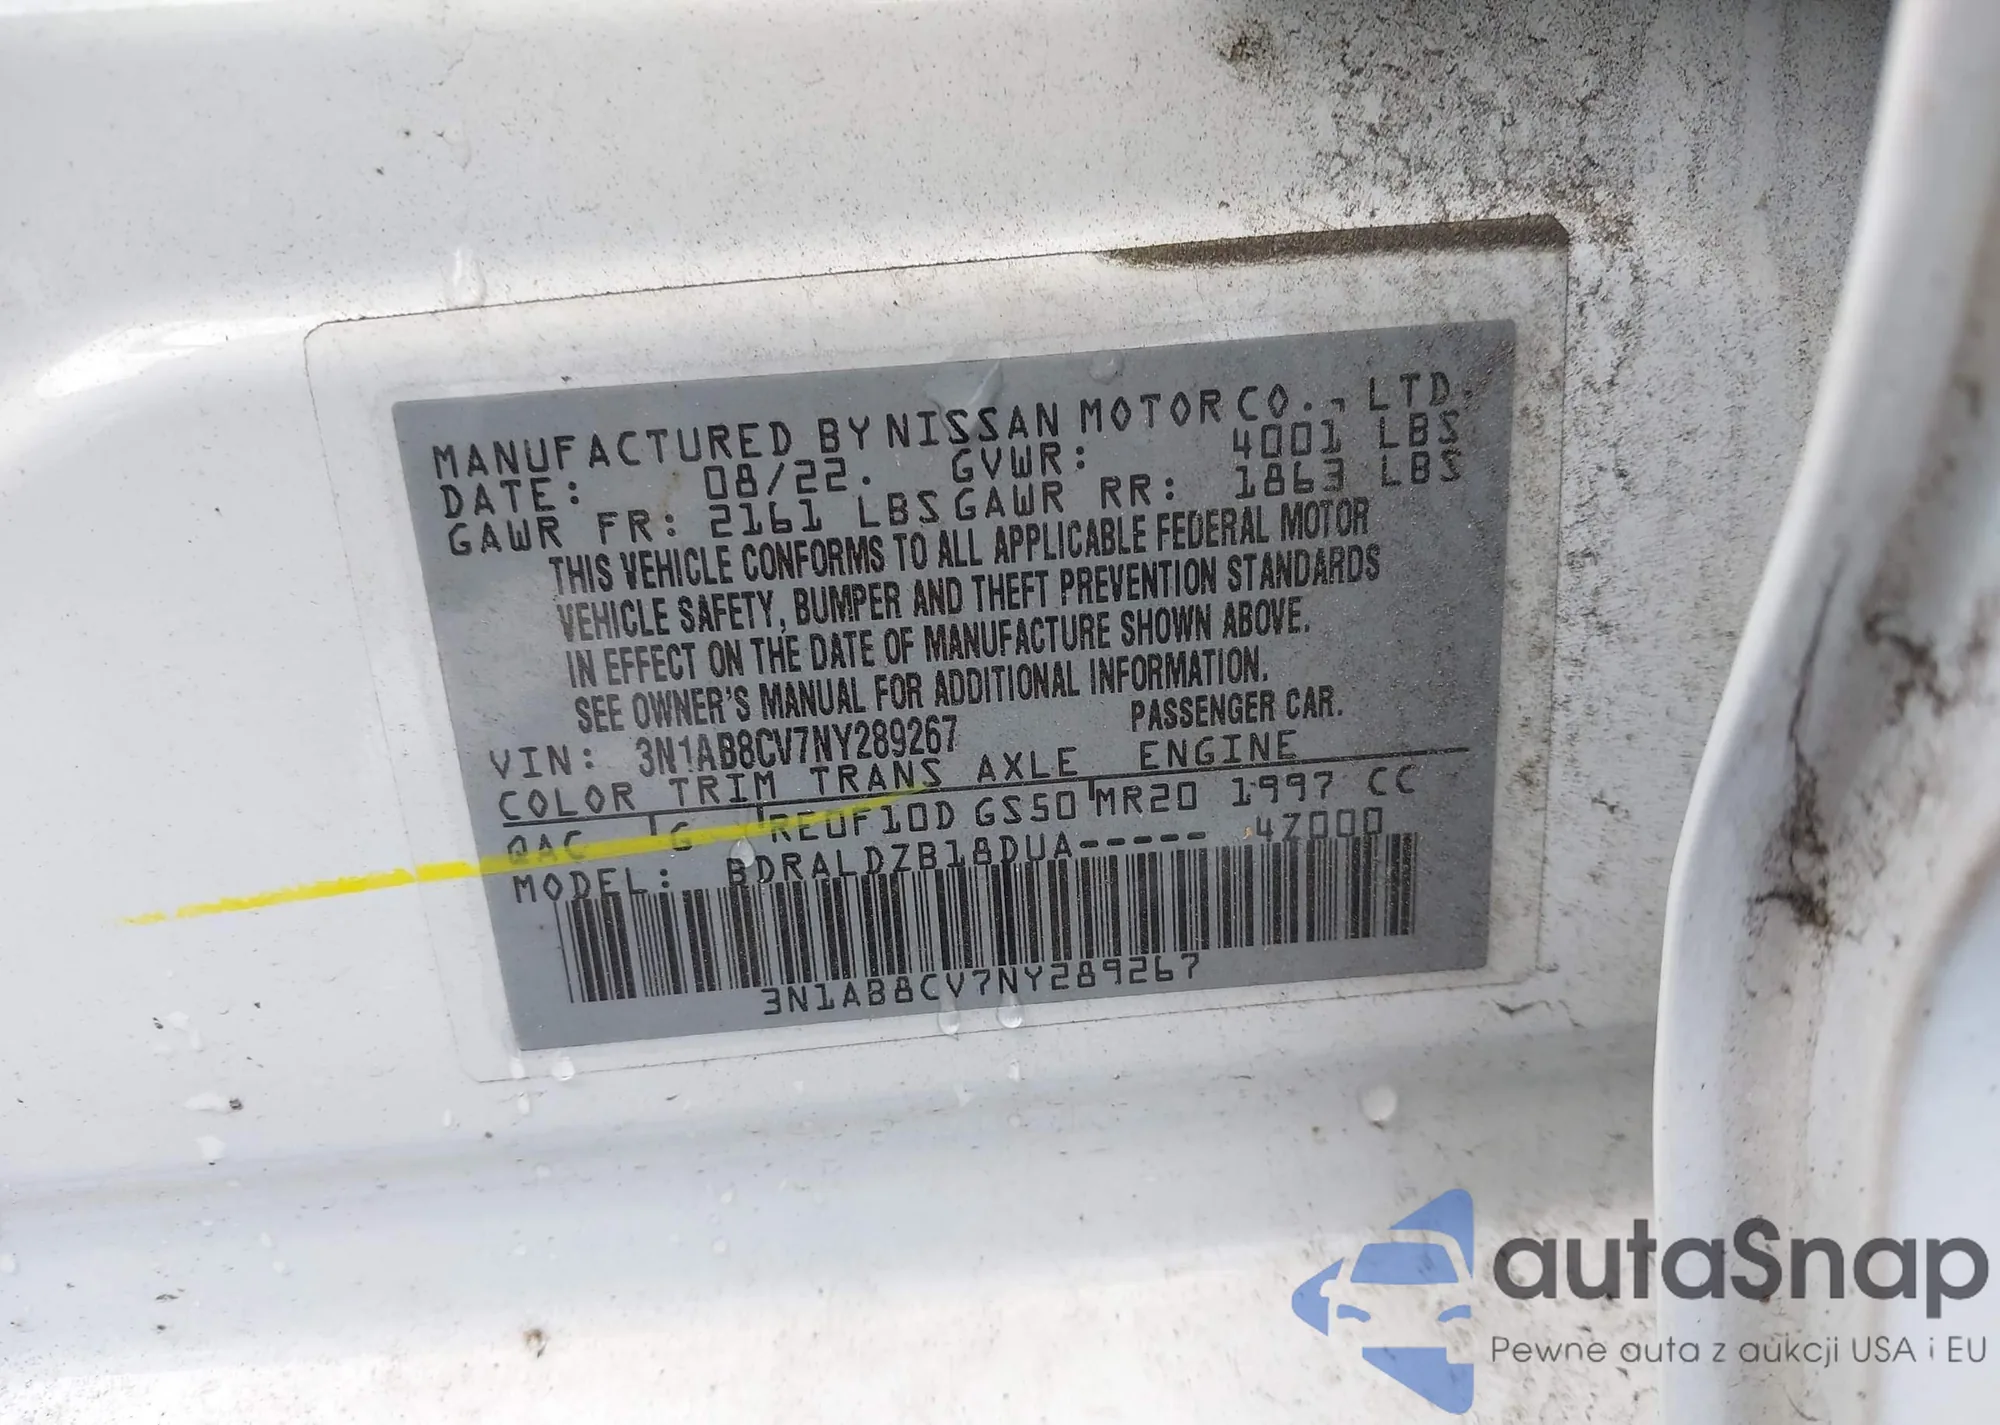 MANUFACTURED BY NISSAN MOTOR CO., LTD.
DATE: 08/22. GVWR: 4001 LBS
GAWR FR: 2161 LBS GAWR RR: 1863 LBS
THIS VEHICLE CONFORMS TO ALL APPLICABLE FEDERAL MOTOR
VEHICLE SAFETY, BUMPER AND THEFT PREVENTION STANDARDS
IN EFFECT ON THE DATE OF MANUFACTURE SHOWN ABOVE.
SEE OWNER'S MANUAL FOR ADDITIONAL INFORMATION.
VIN: 3N1AB8CV7NY289267 PASSENGER CAR.
COLOR TRIM TRANS AXLE ENGINE
QAC G RE0F10D GS50 MR20 1997 CC
MODEL: BDRALDZB18DUA----- 4Z000
3N1AB8CV7NY289267
autaSnap
Pewne auta z aukcji USA i EU